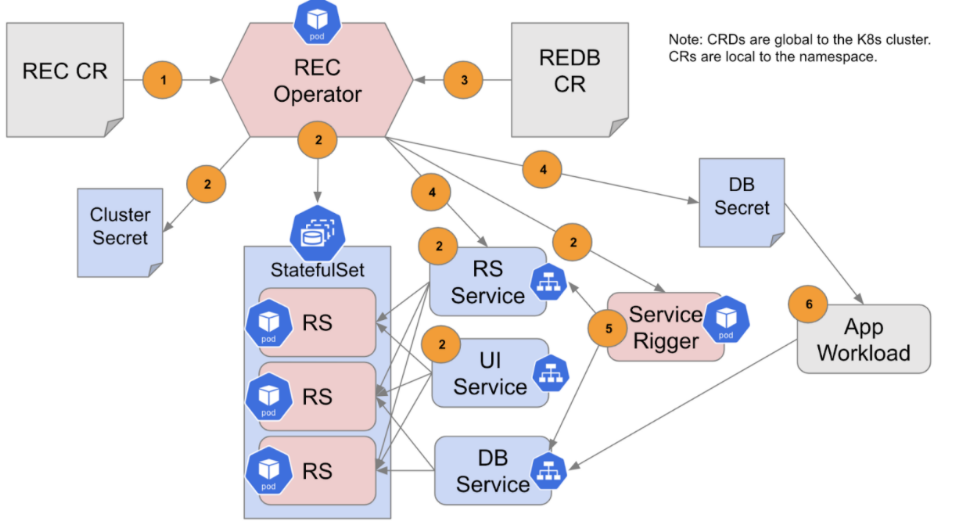 pod
REC CR
1
REC
Operator
3
REDB
CR
Note: CRDs are global to the K8s cluster.
CRs are local to the namespace.
2
2
4
4
Cluster
Secret
DB
Secret
2
2
StatefulSet
RS
Service
pod
RS
2
UI
Service
5
Service
Rigger
pod
6
App
Workload
pod
RS
pod
RS
DB
Service